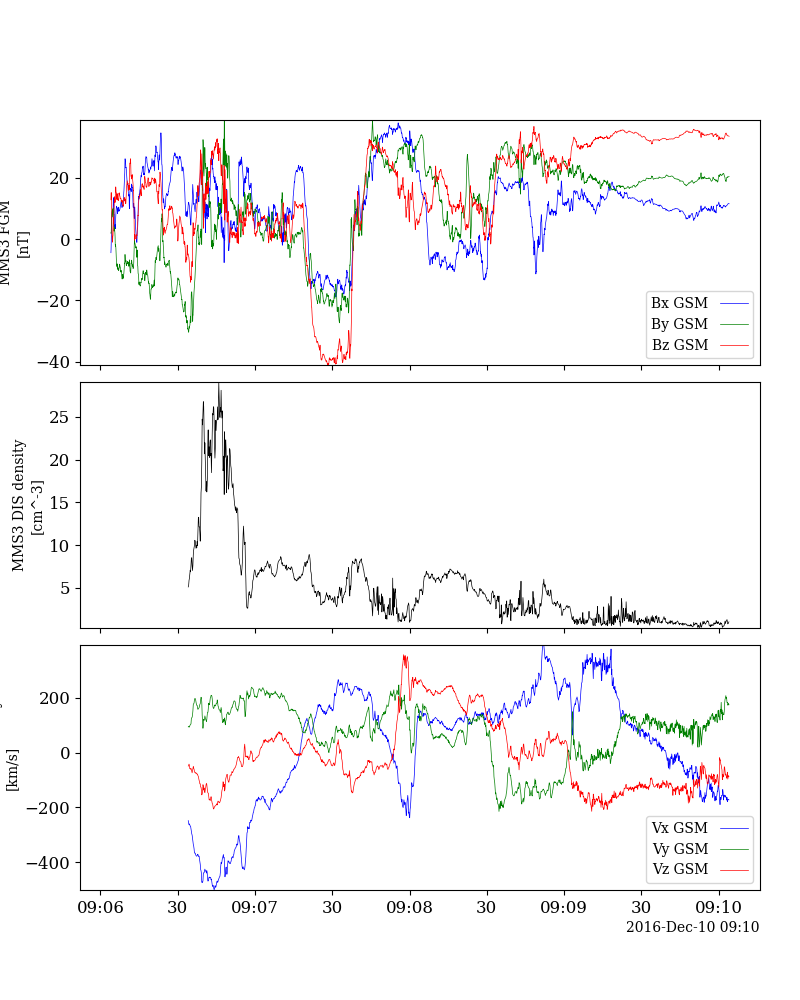 MMS3 FGM
[nT]
20
0
−20
−40
Bx GSM
By GSM
Bz GSM
MMS3 DIS density
[cm^-3]
25
20
15
10
5
[km/s]
200
0
−200
−400
Vx GSM
Vy GSM
Vz GSM
09:06
30
09:07
30
09:08
30
09:09
30
09:10
2016-Dec-10 09:10